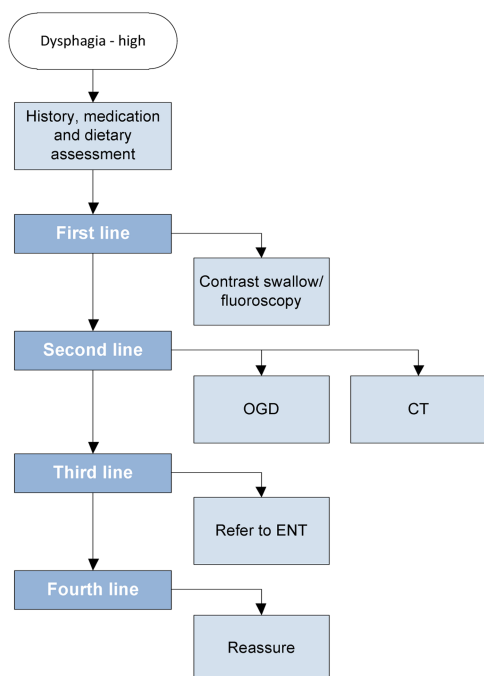 Dysphagia - high
History, medication
and dietary
assessment
First line
Contrast swallow/
fluoroscopy
Second line
OGD
CT
Third line
Refer to ENT
Fourth line
Reassure